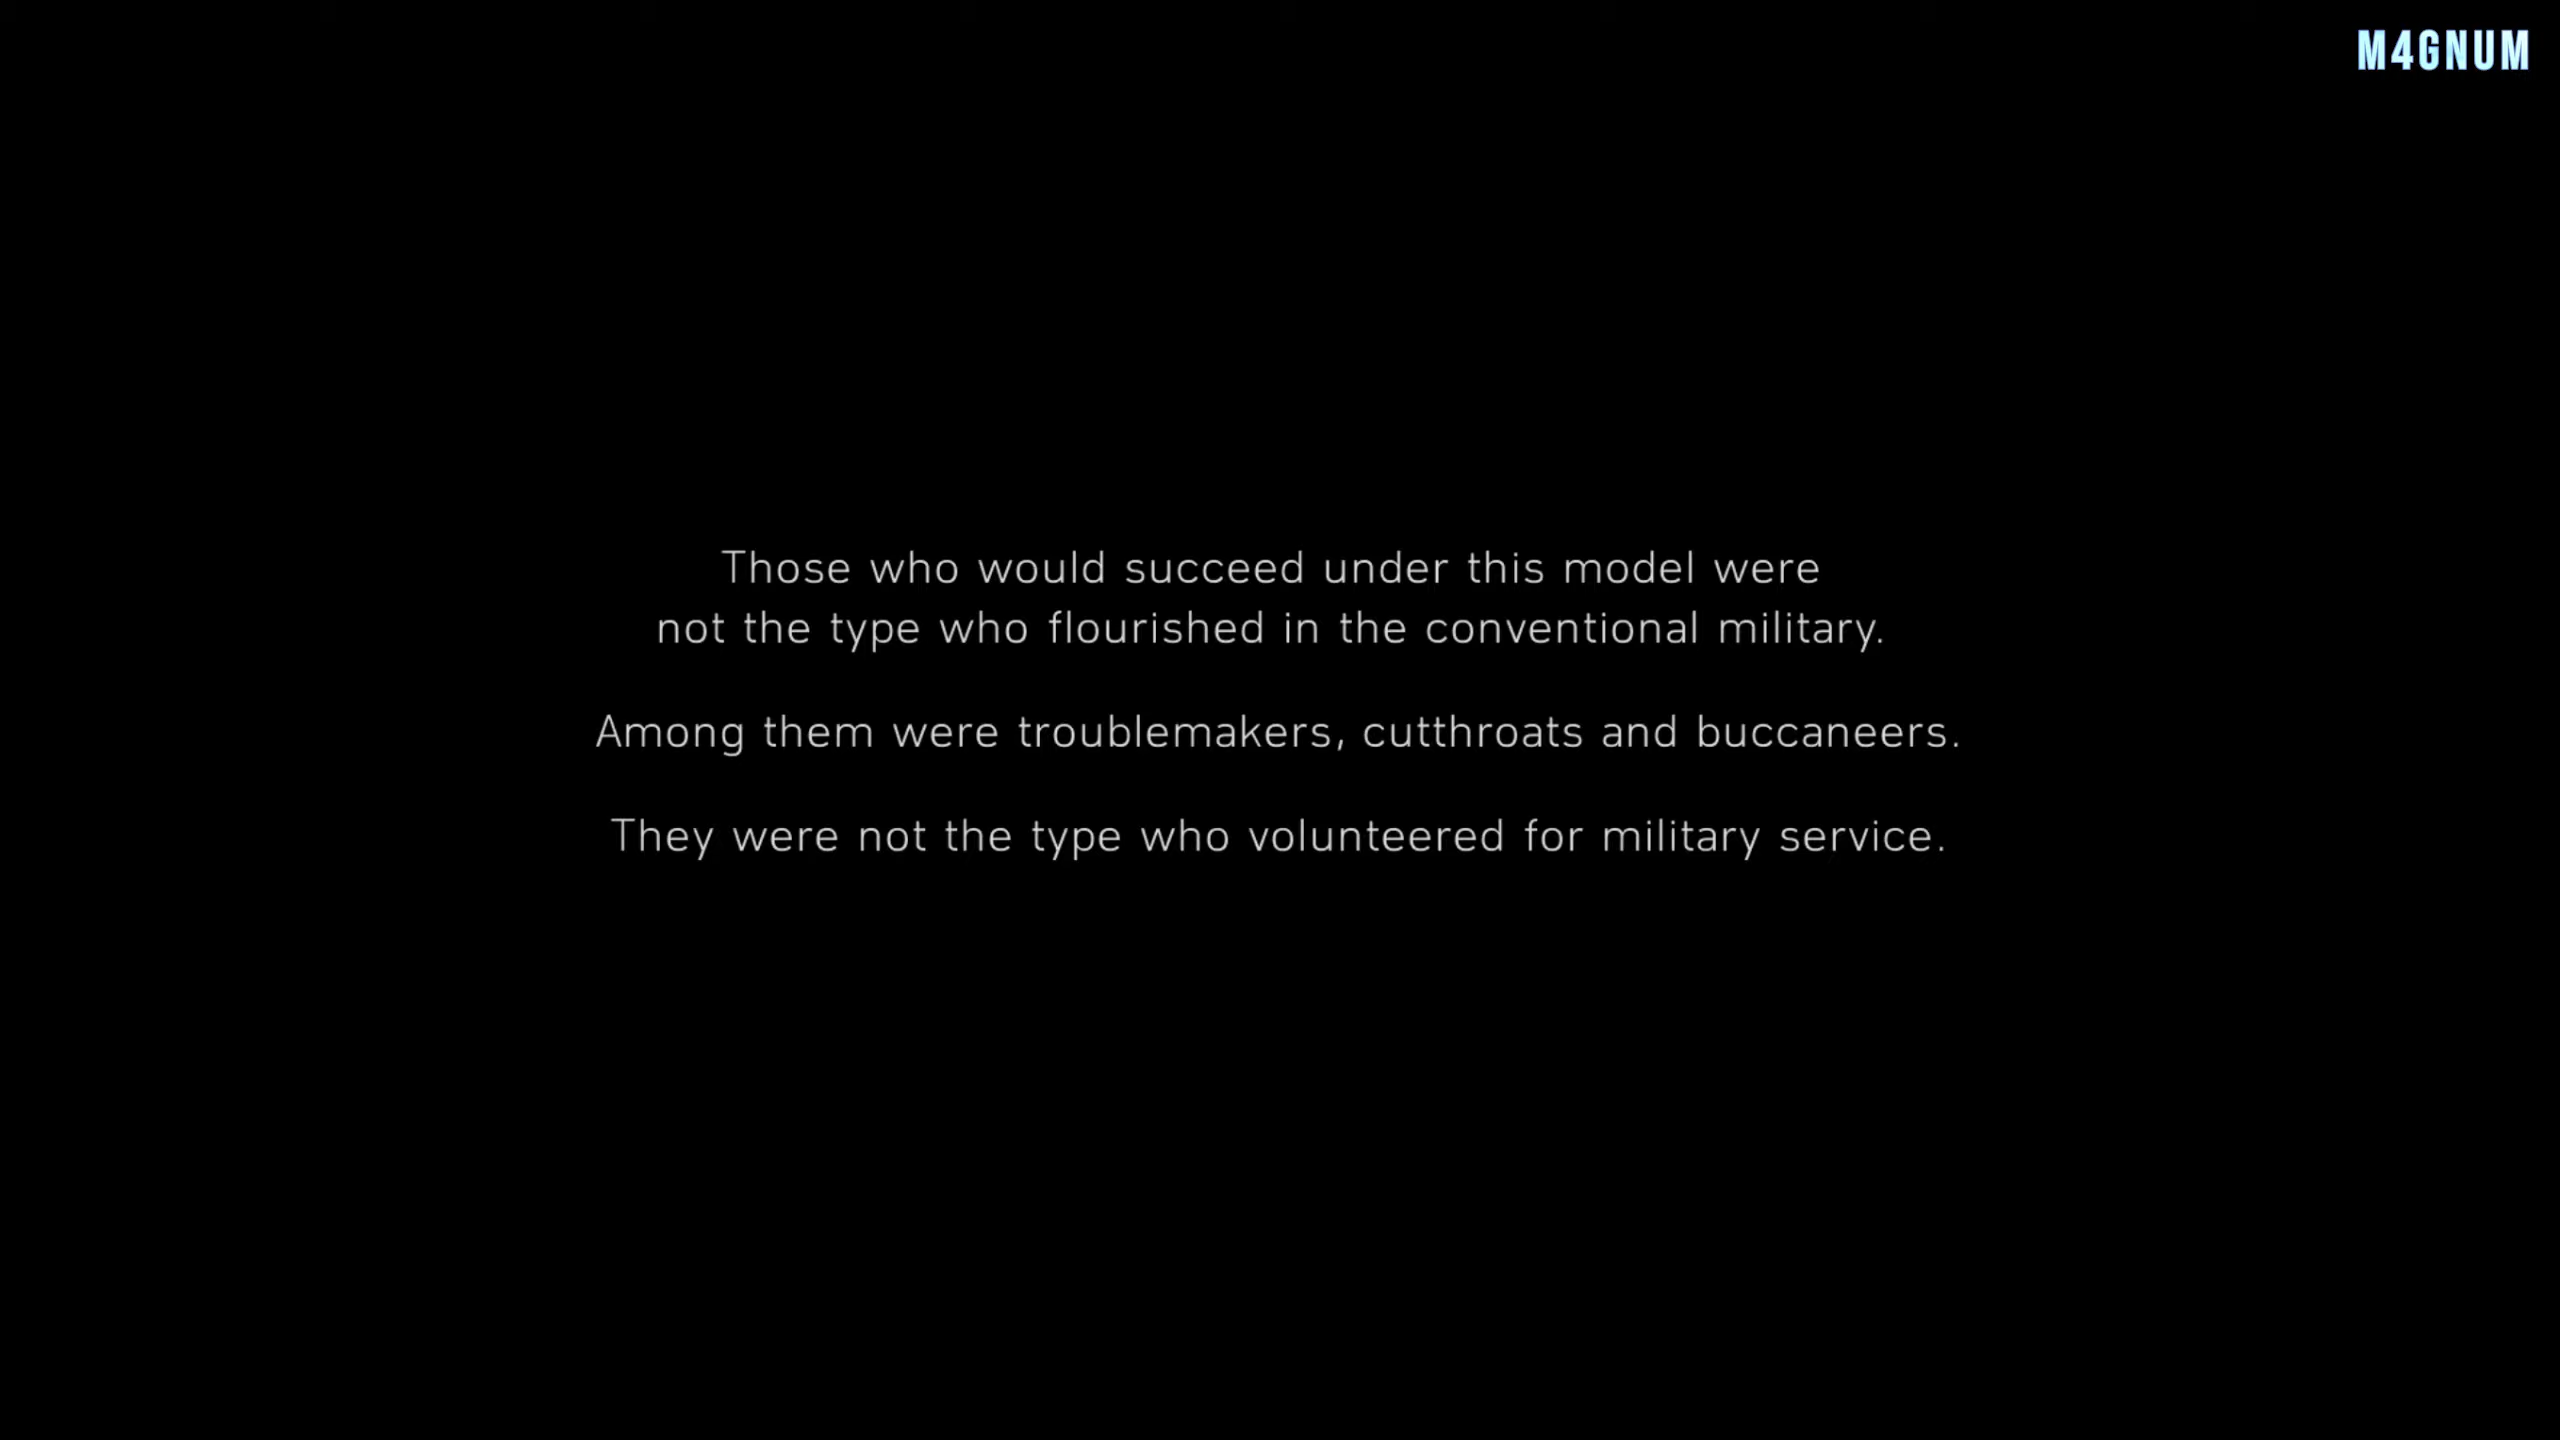 M4GNUM
Those who would succeed under this model were
not the type who flourished in the conventional military.
Among them were troublemakers, cutthroats and buccaneers.
They were not the type who volunteered for military service.